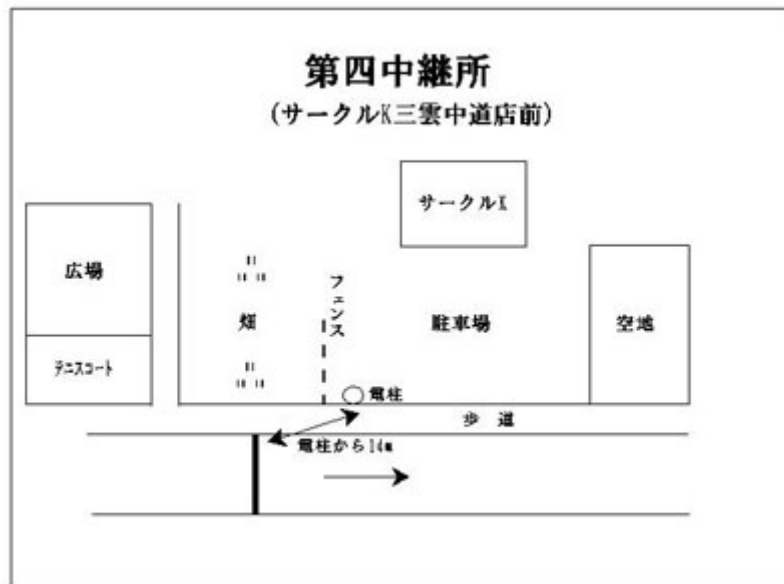 第四中継所
(サークルK三雲中道店前)
サークルK
広場
フェンス
畑
駐車場
空地
テニスコート
電柱
歩道
電柱から14m